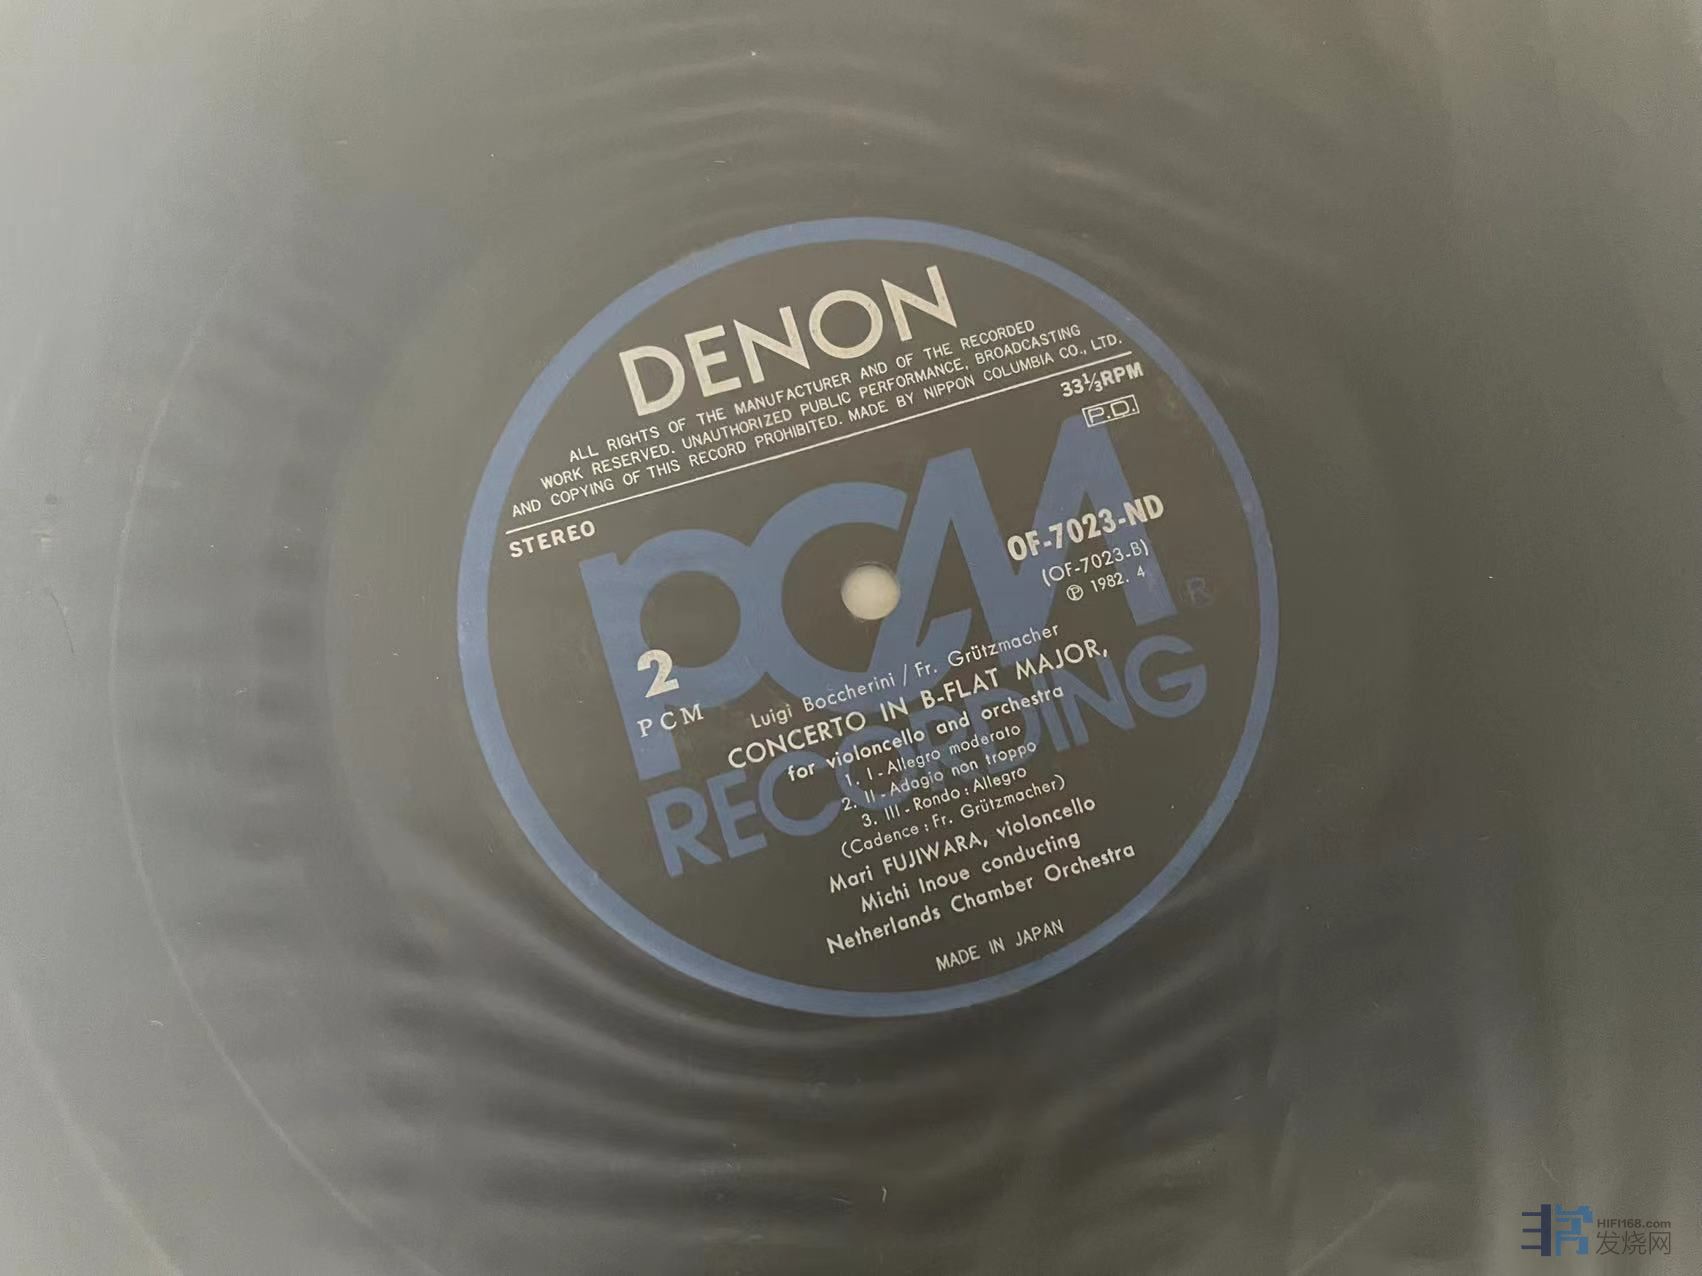 DENON
ALL RIGHTS OF THE MANUFACTURER AND OF THE RECORDED
WORK RESERVED. UNAUTHORIZED PUBLIC PERFORMANCE, BROADCASTING
AND COPYING OF THIS RECORD PROHIBITED. MADE BY NIPPON COLUMBIA CO., LTD.
STEREO
33⅓RPM
P.D.
PCM
RECORDING
®
OF-7023-ND
(OF-7023-B)
℗ 1982. 4
2
PCM
Luigi Boccherini / Fr. Grützmacher
CONCERTO IN B-FLAT MAJOR,
for violoncello and orchestra
1. I - Allegro moderato
2. II - Adagio non troppo
3. III - Rondo : Allegro
(Cadence : Fr. Grützmacher)
Mari FUJIWARA, violoncello
Michi Inoue conducting
Netherlands Chamber Orchestra
MADE IN JAPAN
HIFI168.com
发烧网